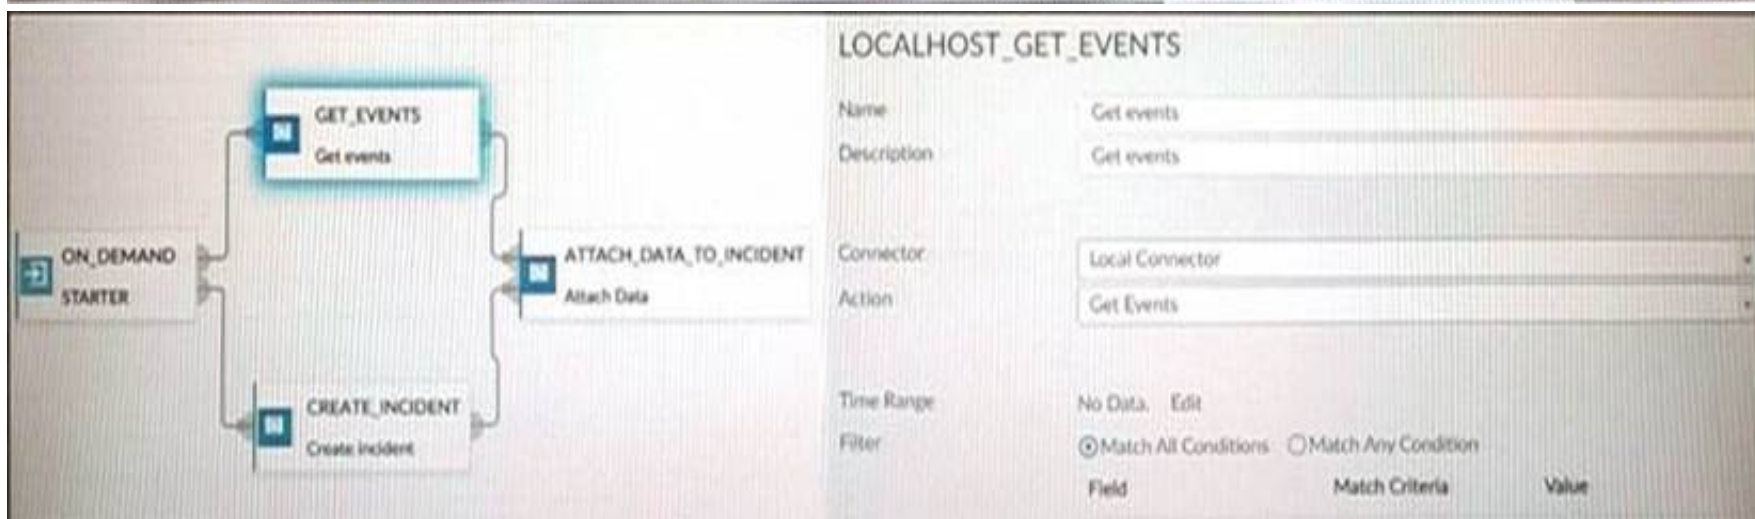 GET_EVENTS
Get events
ON_DEMAND
STARTER
ATTACH_DATA_TO_INCIDENT
Attach Data
CREATE_INCIDENT
Create incident
LOCALHOST_GET_EVENTS
Name Get events
Description Get events
Connector Local Connector
Action Get Events
Time Range No Data. Edit
Filter Match All Conditions Match Any Condition
Field Match Criteria Value